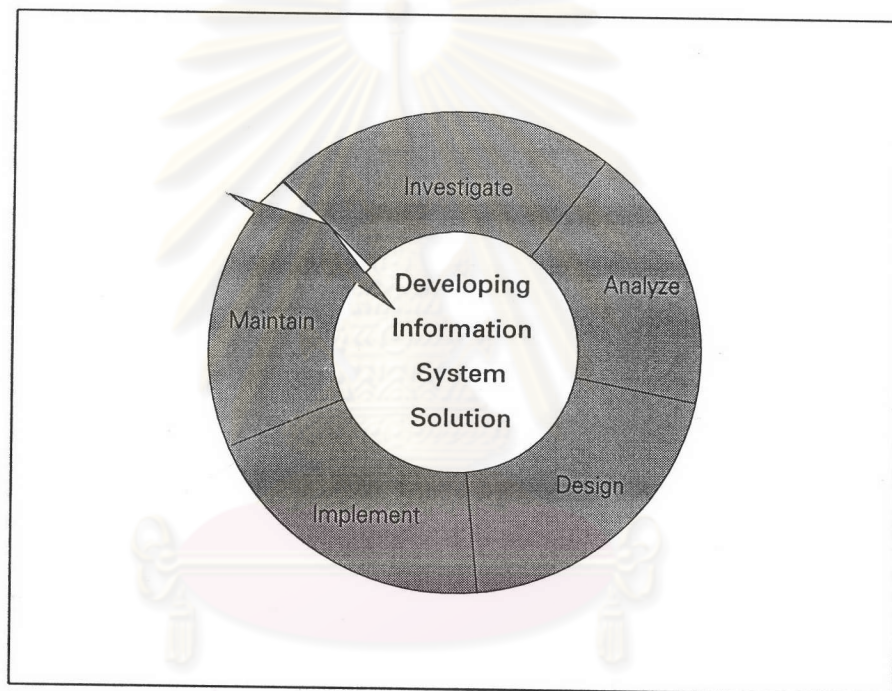 Investigate
Analyze
Design
Implement
Maintain
Developing
Information
System
Solution